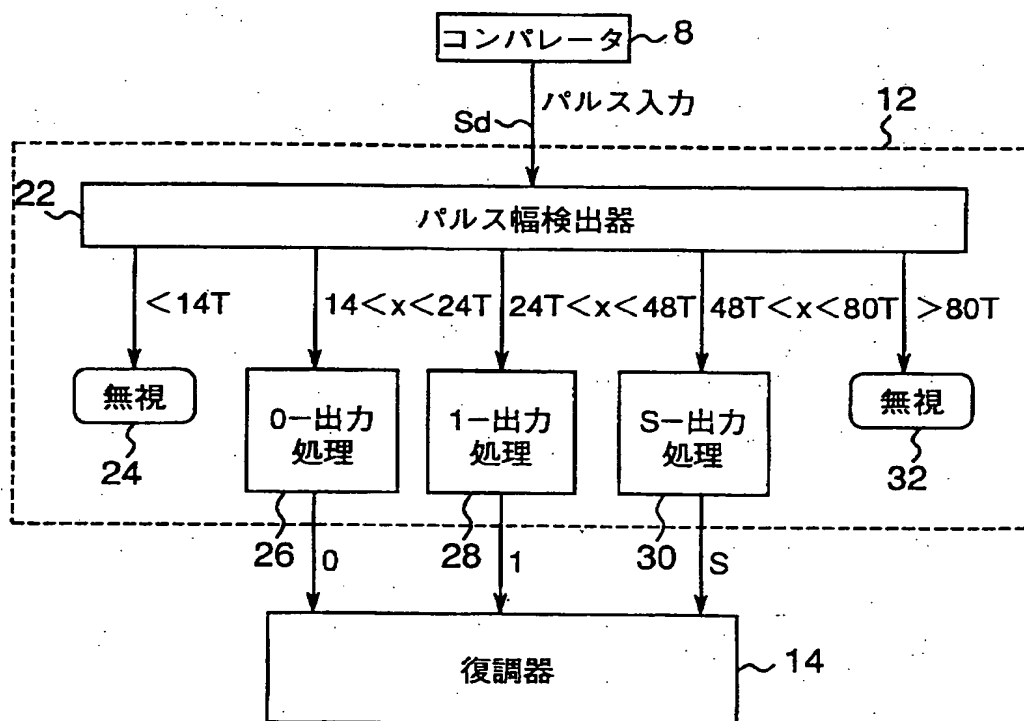 コンパレータ
8
パルス入力
Sd
12
22
パルス幅検出器
<14T
14<x<24T
24T<x<48T
48T<x<80T
>80T
無視
24
0-出力
処理
26
1-出力
処理
28
S-出力
処理
30
無視
32
0
1
S
復調器
14